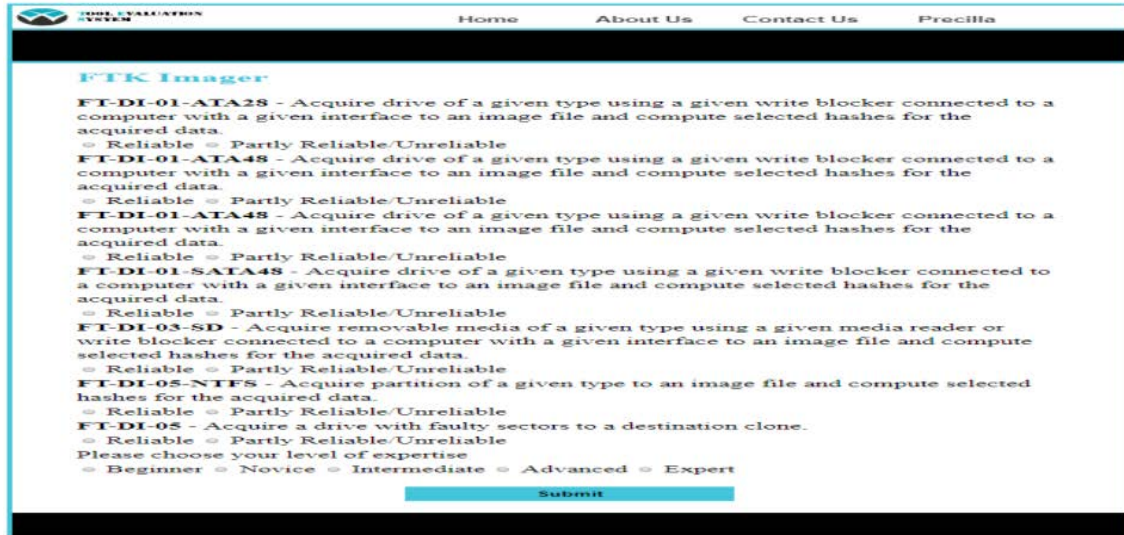 TOOL EVALUATION
SYSTEM
Home About Us Contact Us Precilla
FTK Imager
FT-DI-01-ATA28 - Acquire drive of a given type using a given write blocker connected to a
computer with a given interface to an image file and compute selected hashes for the
acquired data.
Reliable Partly Reliable/Unreliable
FT-DI-01-ATA48 - Acquire drive of a given type using a given write blocker connected to a
computer with a given interface to an image file and compute selected hashes for the
acquired data.
Reliable Partly Reliable/Unreliable
FT-DI-01-ATA48 - Acquire drive of a given type using a given write blocker connected to a
computer with a given interface to an image file and compute selected hashes for the
acquired data.
Reliable Partly Reliable/Unreliable
FT-DI-01-SATA48 - Acquire drive of a given type using a given write blocker connected to
a computer with a given interface to an image file and compute selected hashes for the
acquired data.
Reliable Partly Reliable/Unreliable
FT-DI-03-SD - Acquire removable media of a given type using a given media reader or
write blocker connected to a computer with a given interface to an image file and compute
selected hashes for the acquired data.
Reliable Partly Reliable/Unreliable
FT-DI-05-NTFS - Acquire partition of a given type to an image file and compute selected
hashes for the acquired data.
Reliable Partly Reliable/Unreliable
FT-DI-05 - Acquire a drive with faulty sectors to a destination clone.
Reliable Partly Reliable/Unreliable
Please choose your level of expertise
Beginner Novice Intermediate Advanced Expert
Submit